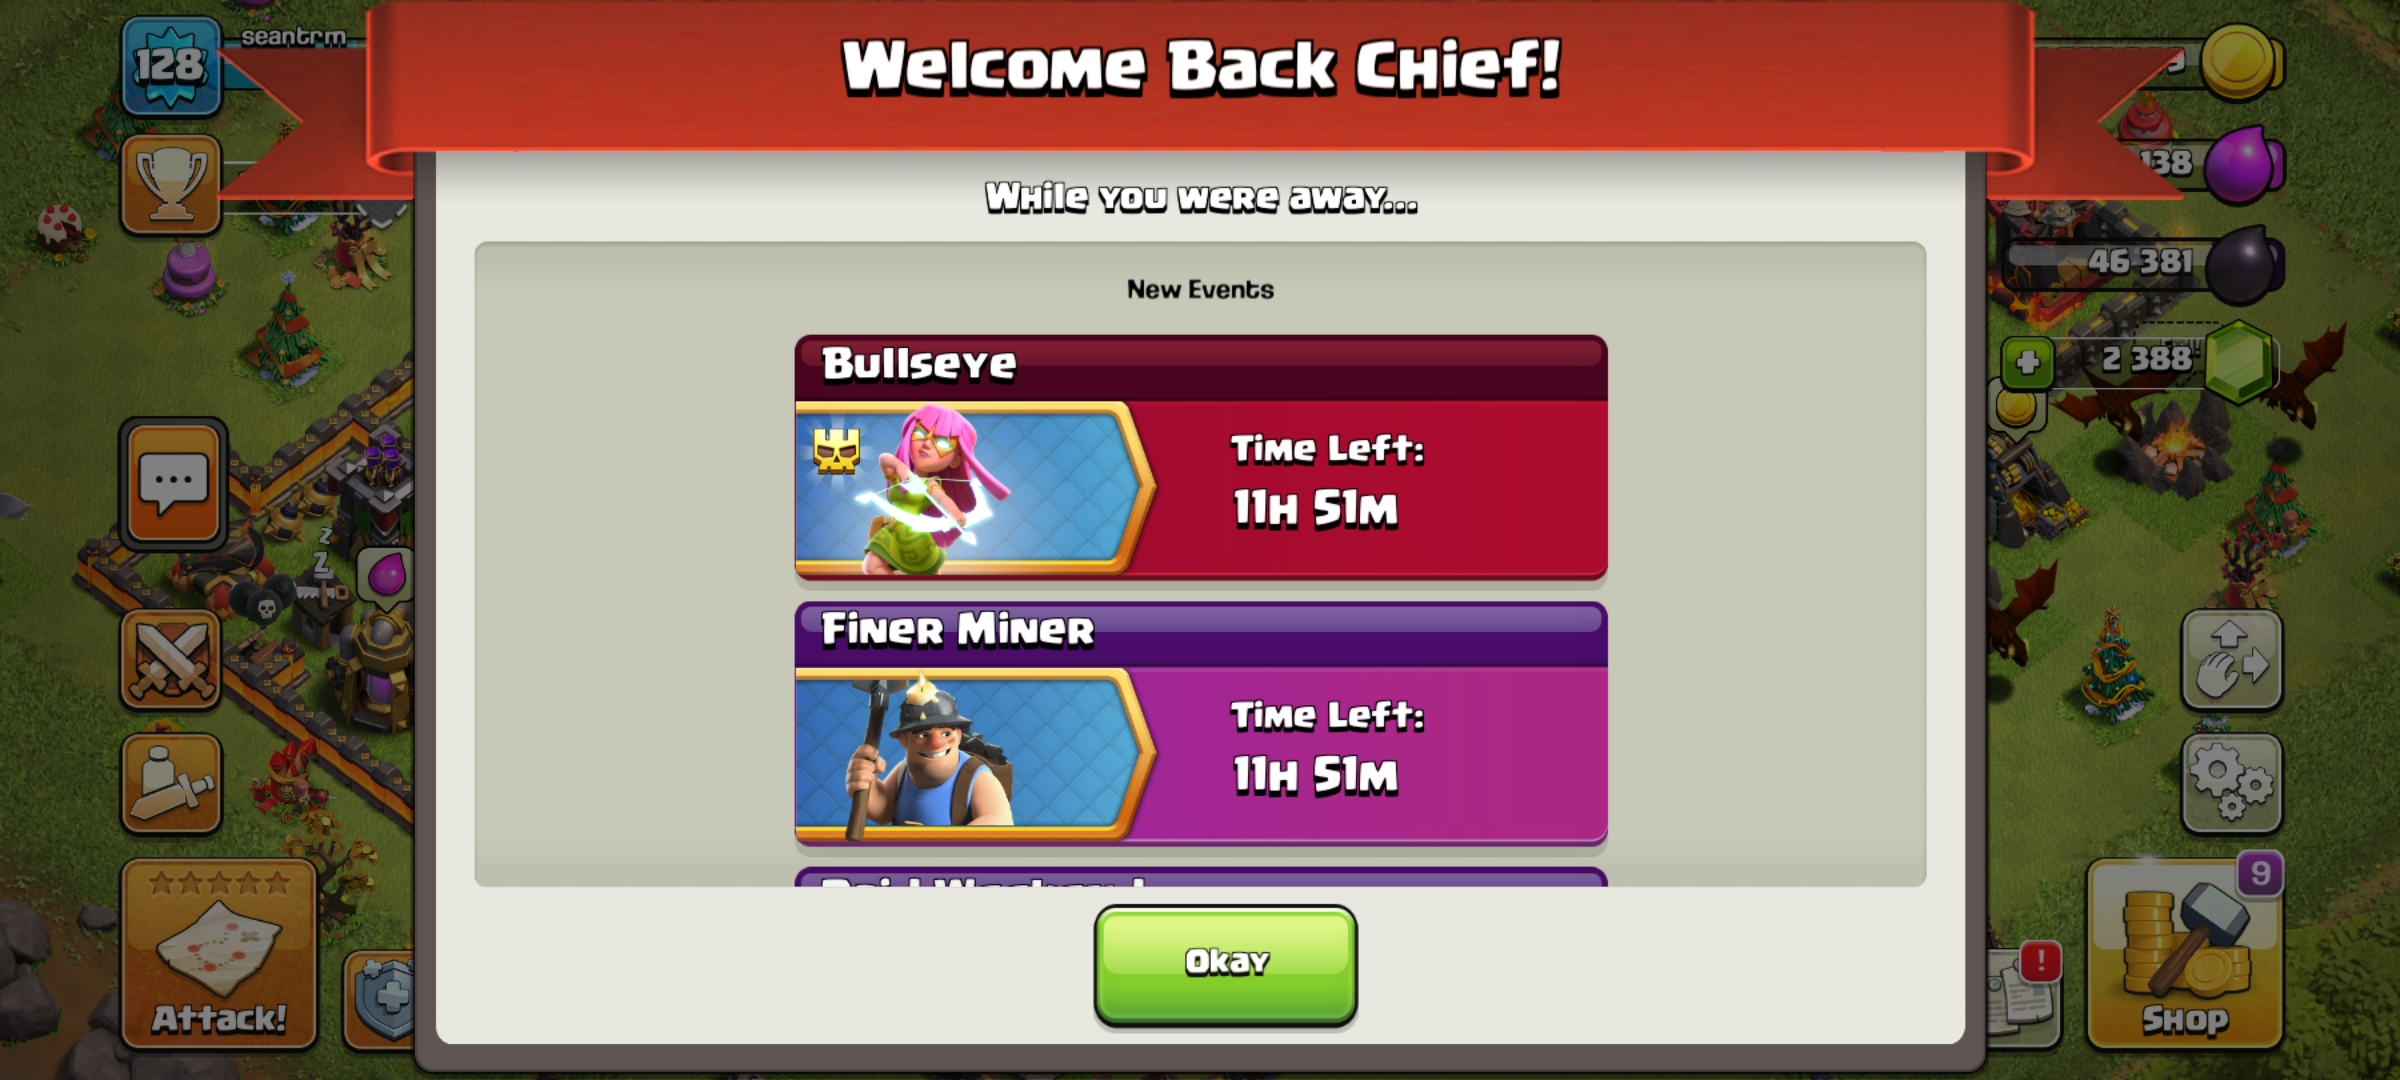 128
seantrm
Welcome Back Chief!
While you were away...
138
46 381
2 388
New Events
Bullseye
Time Left:
11H 51M
z
Z
Finer Miner
Time Left:
11H 51M
Okay
Attack!
9
!
Shop